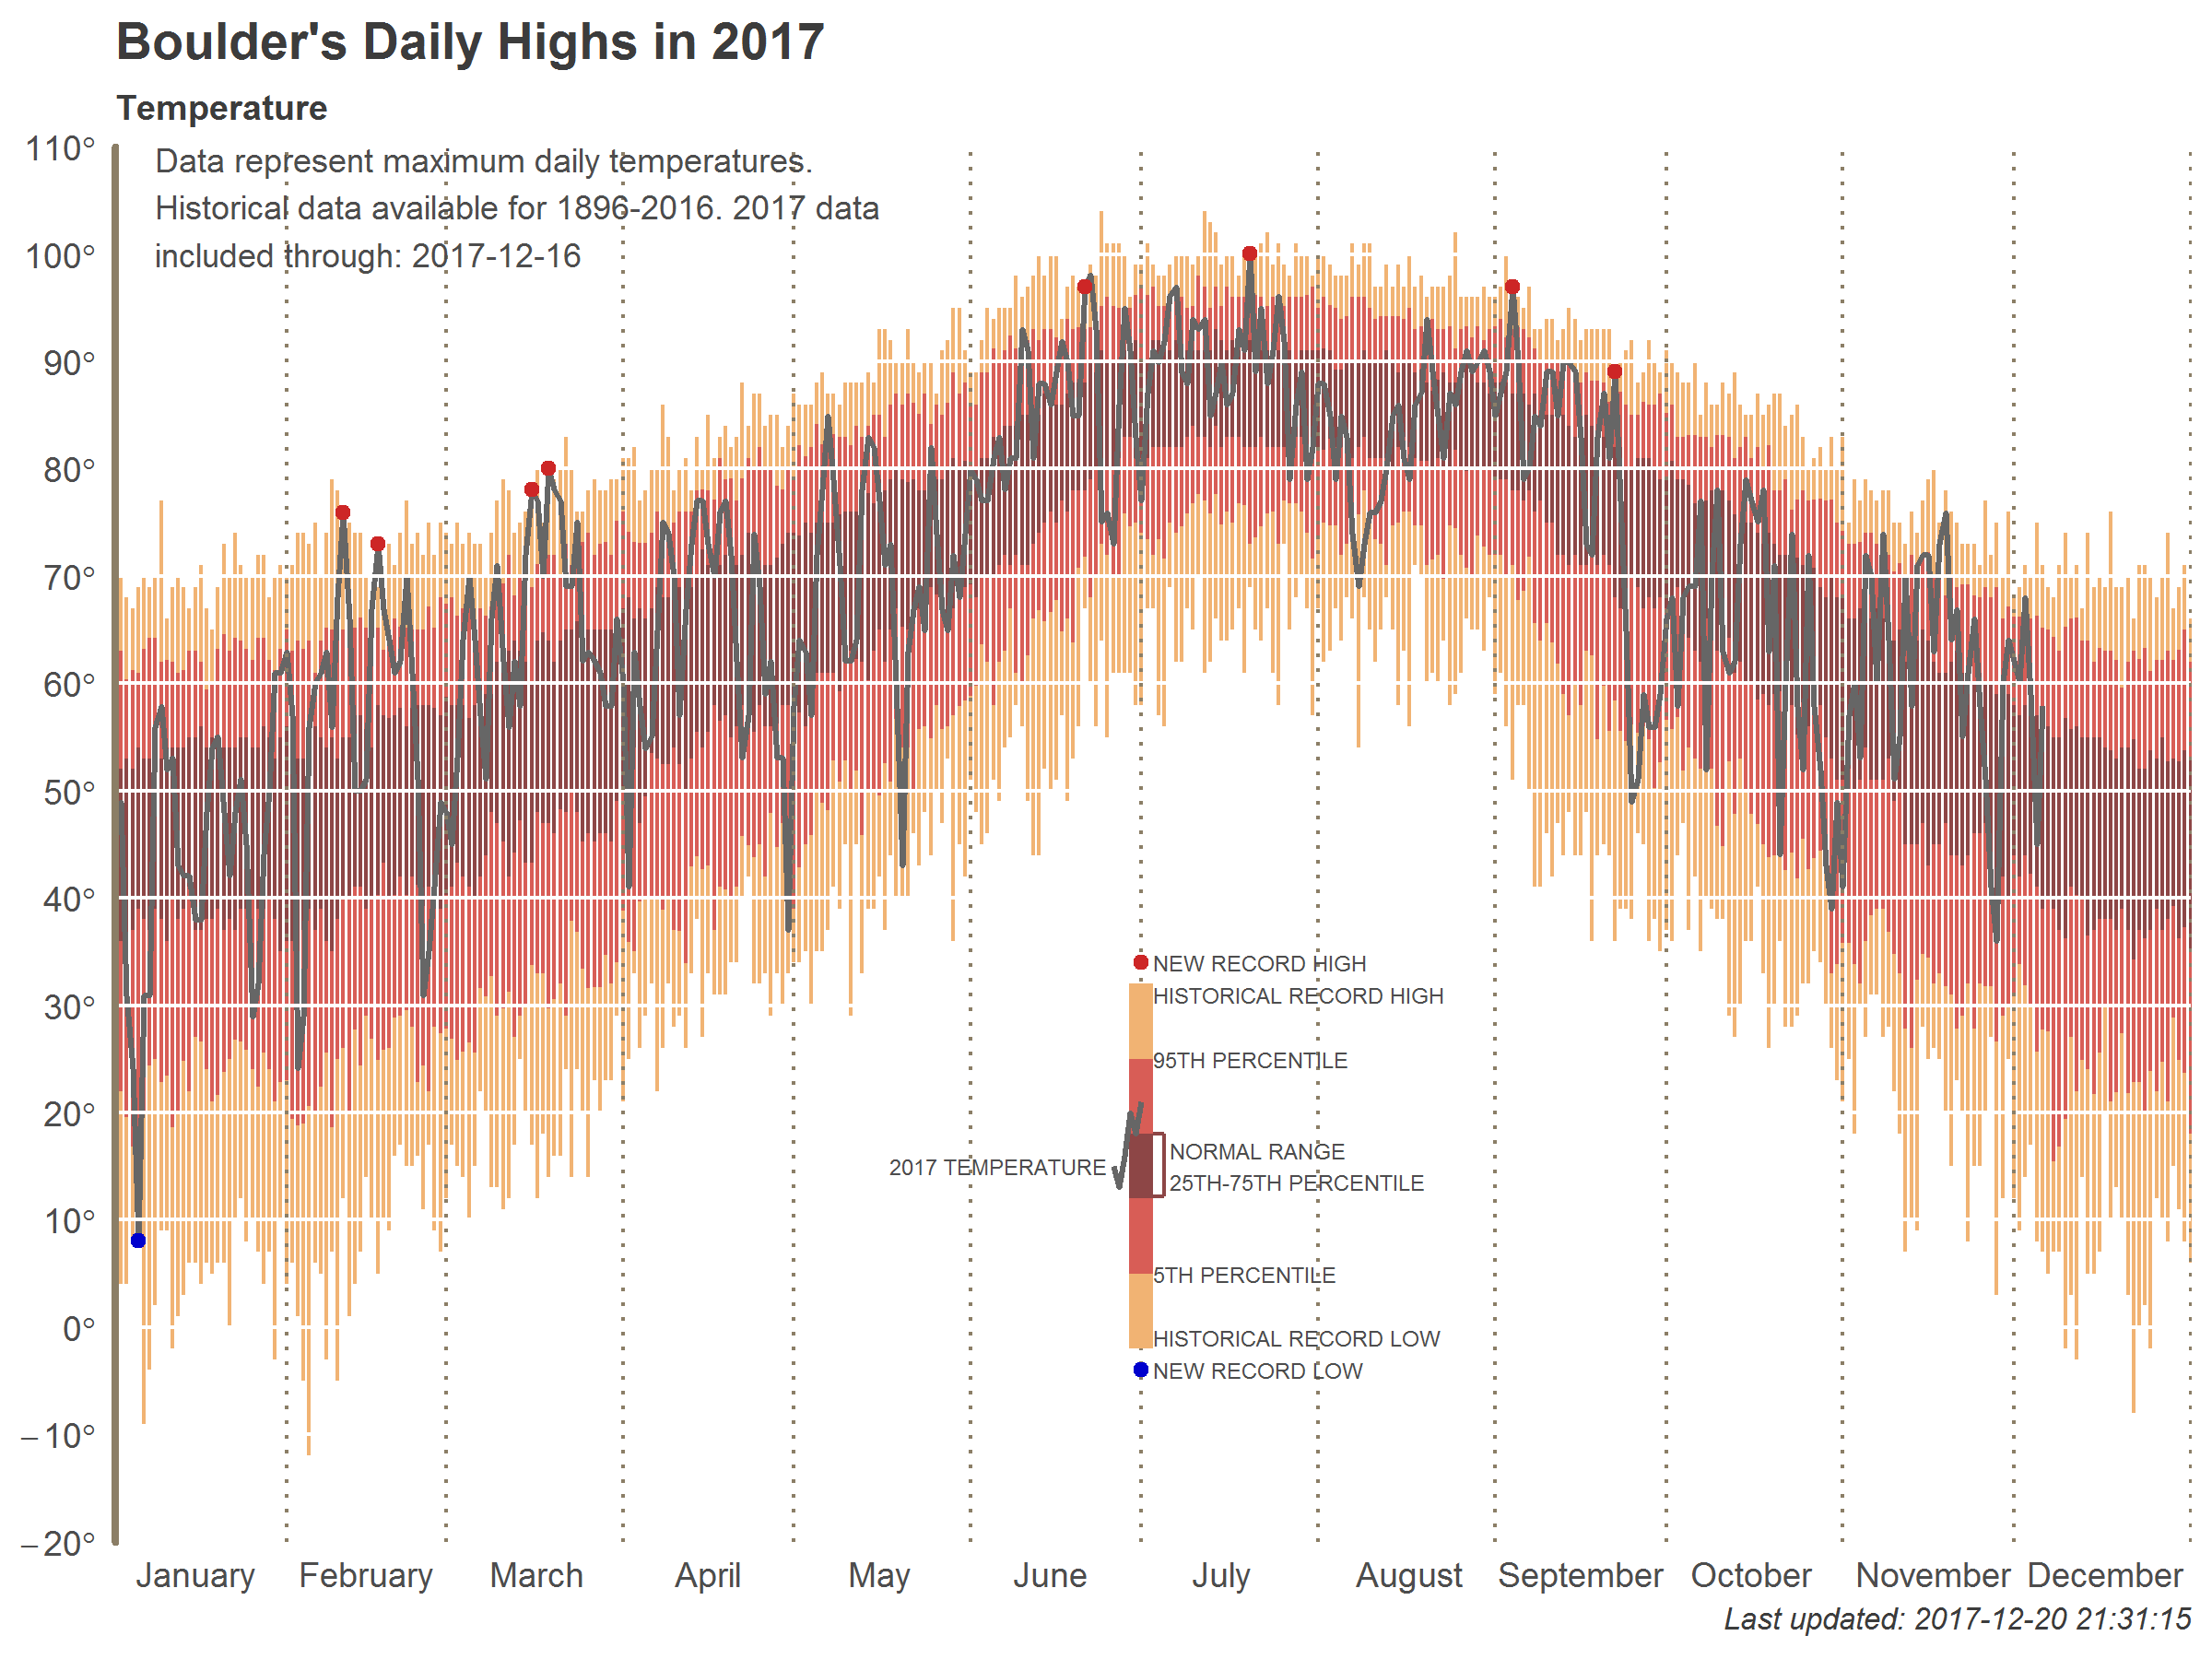 Boulder's Daily Highs in 2017
Temperature
110°
Data represent maximum daily temperatures.
Historical data available for 1896-2016. 2017 data
included through: 2017-12-16
100°
90°
80°
70°
60°
50°
40°
30°
20°
10°
0°
−10°
−20°
NEW RECORD HIGH
HISTORICAL RECORD HIGH
95TH PERCENTILE
2017 TEMPERATURE
NORMAL RANGE
25TH-75TH PERCENTILE
5TH PERCENTILE
HISTORICAL RECORD LOW
NEW RECORD LOW
January February March April May June July August September October November December
Last updated: 2017-12-20 21:31:15